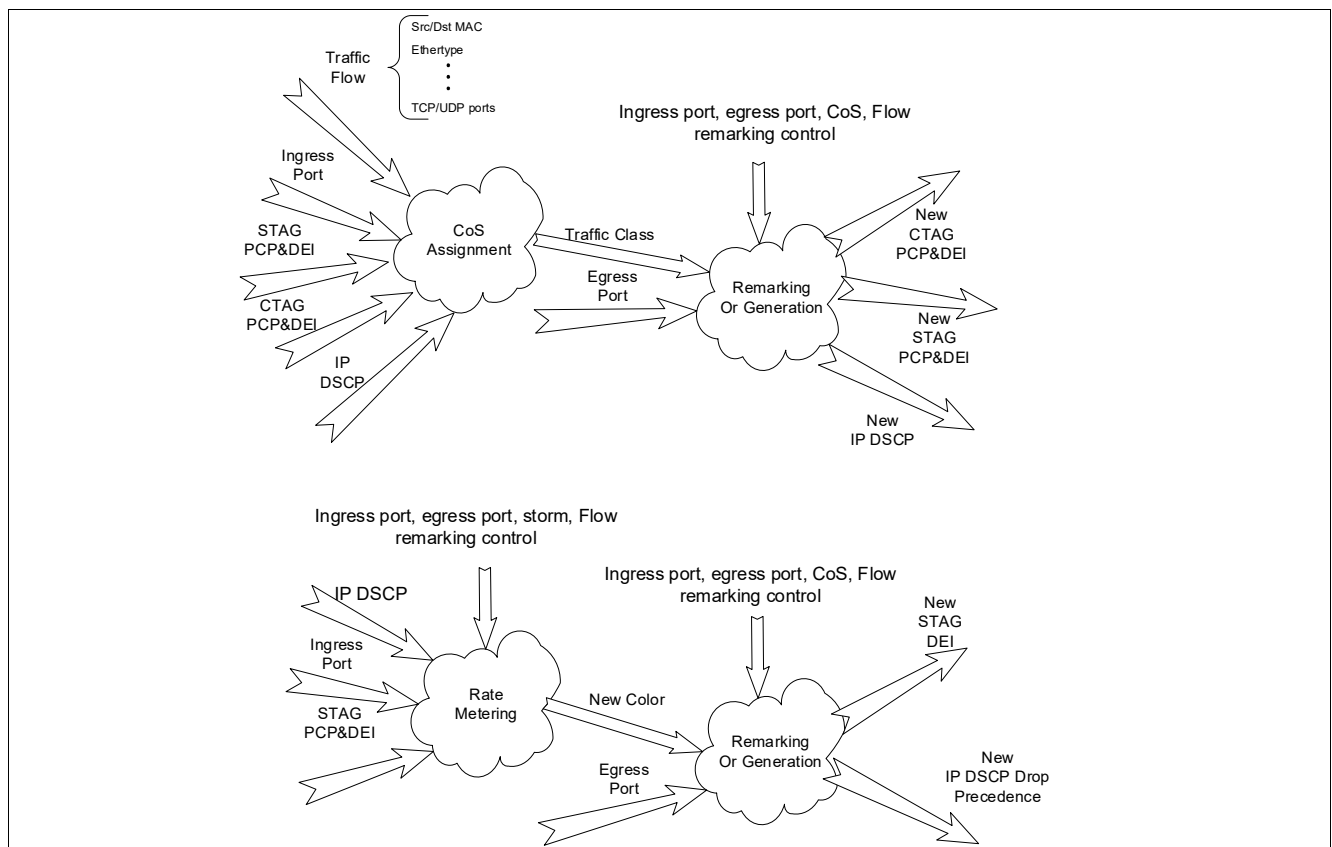 Src/Dst MAC
Ethertype
TCP/UDP ports
Traffic
Flow
Ingress port, egress port, CoS, Flow
remarking control
Ingress
Port
STAG
PCP&DEI
CTAG
PCP&DEI
IP
DSCP
CoS
Assignment
Traffic Class
Egress
Port
Remarking
Or Generation
New
CTAG
PCP&DEI
New
STAG
PCP&DEI
New
IP DSCP
Ingress port, egress port, storm, Flow
remarking control
Ingress port, egress port, CoS, Flow
remarking control
IP DSCP
Ingress
Port
STAG
PCP&DEI
Rate
Metering
New Color
Egress
Port
Remarking
Or Generation
New
STAG
DEI
New
IP DSCP Drop
Precedence